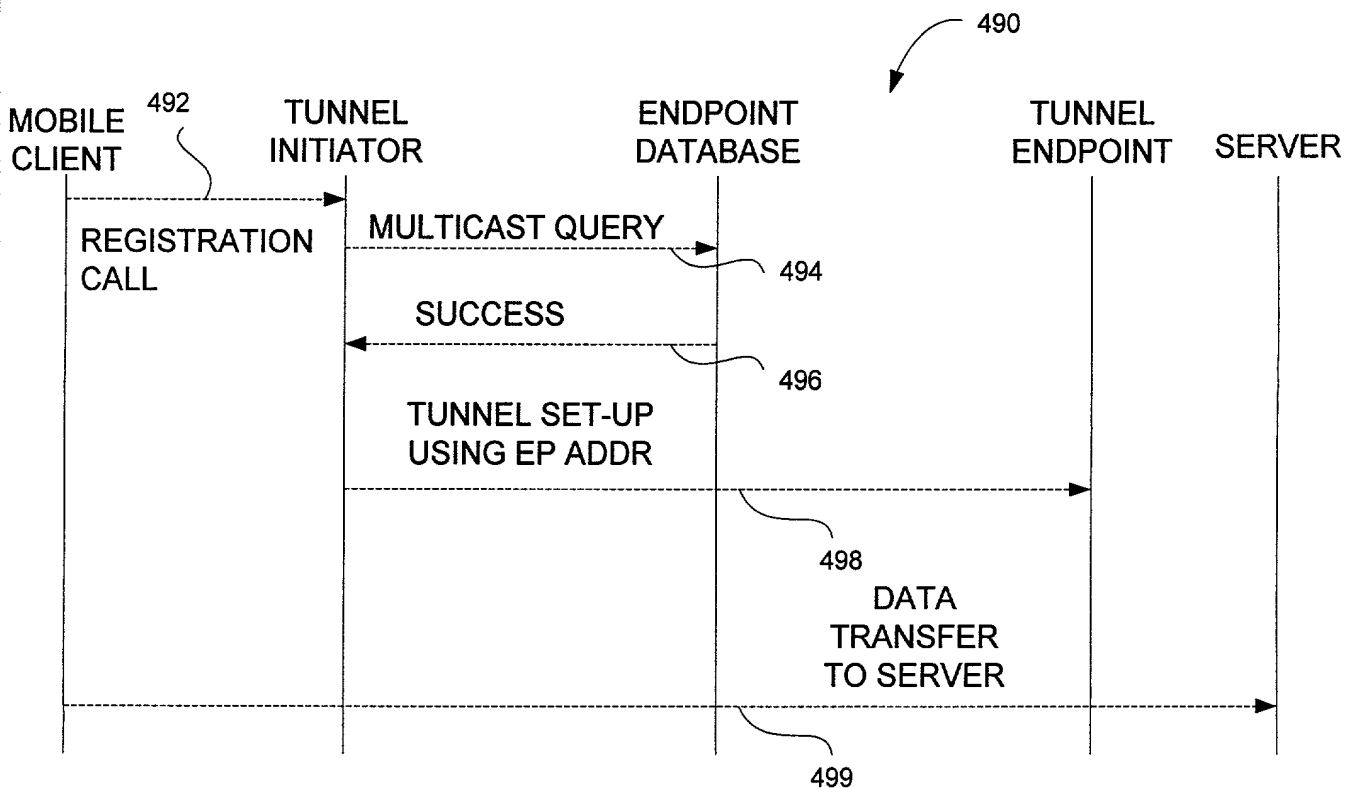 490
MOBILE
CLIENT
492
TUNNEL
INITIATOR
ENDPOINT
DATABASE
TUNNEL
ENDPOINT
SERVER
REGISTRATION
CALL
MULTICAST QUERY
494
SUCCESS
496
TUNNEL SET-UP
USING EP ADDR
498
DATA
TRANSFER
TO SERVER
499